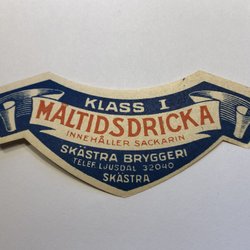 KLASS I
MÅLTIDSDRICKA
INNEHÅLLER SACKARIN
SKÄSTRA BRYGGERI
TELEF. LJUSDAL 32040
SKÄSTRA